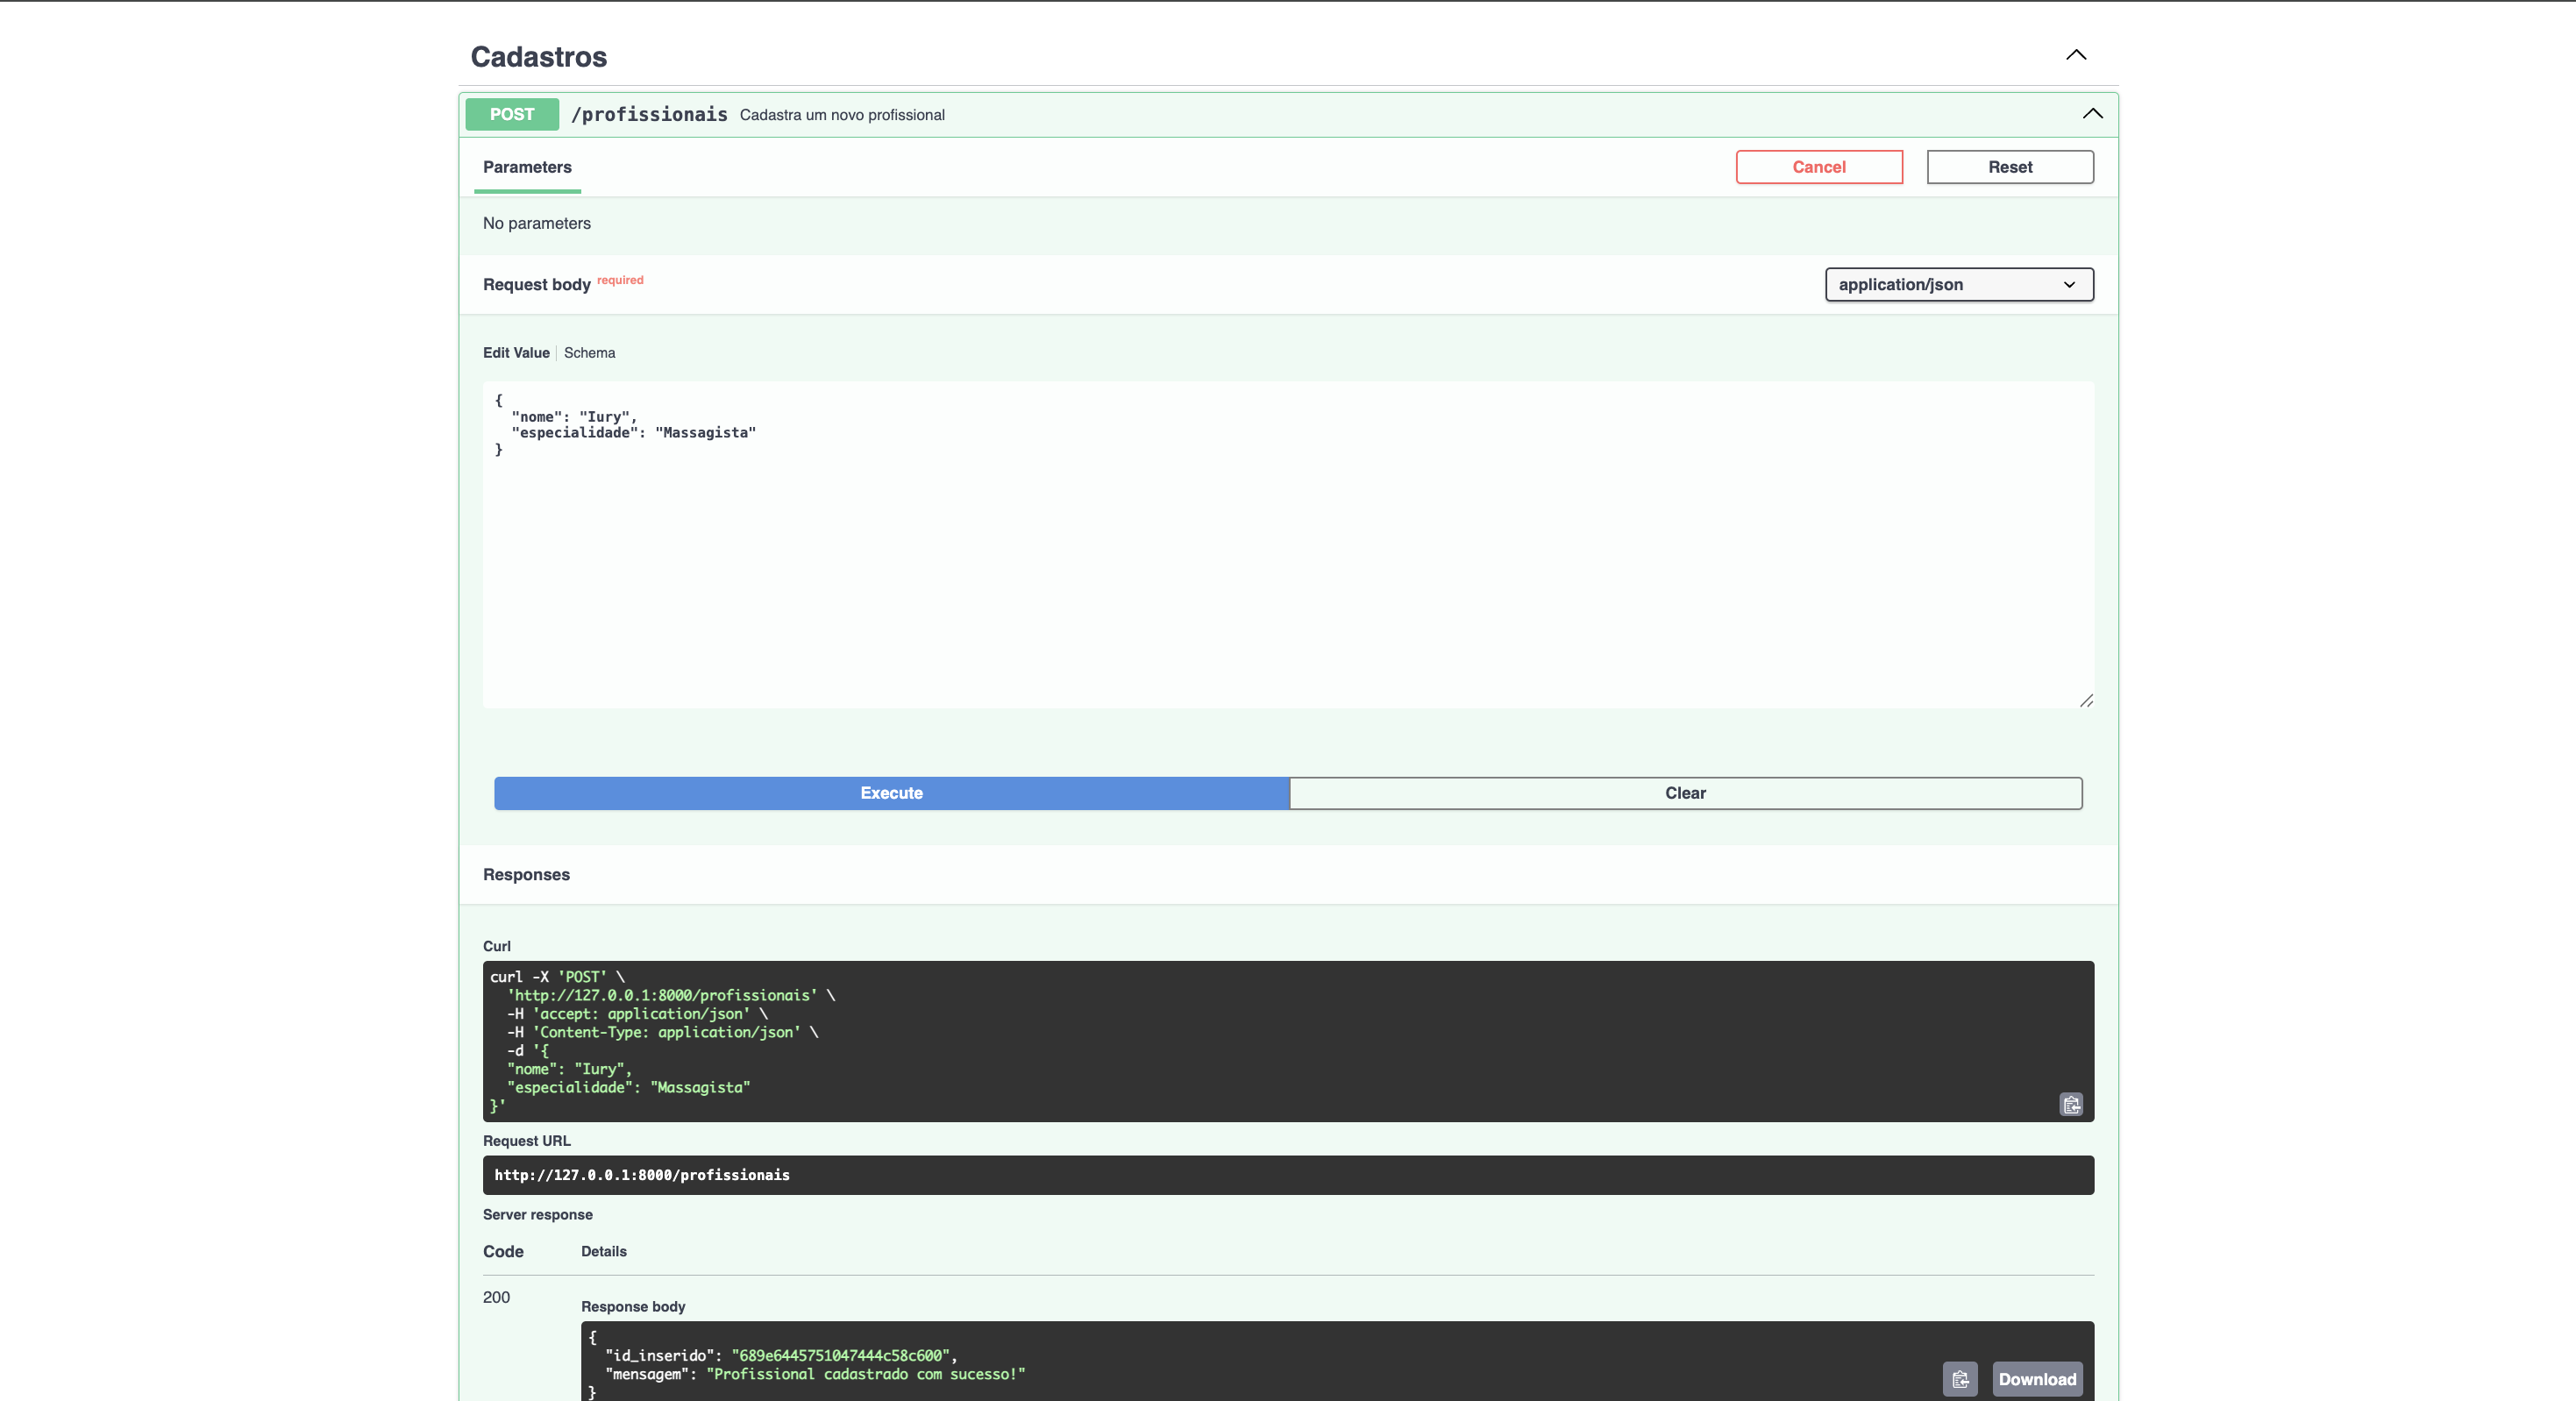 Cadastros
POST /profissionais Cadastra um novo profissional
Parameters Cancel Reset
No parameters
Request body required application/json
Edit Value Schema
{
"nome": "Iury",
"especialidade": "Massagista"
}
Execute Clear
Responses
Curl
curl -X 'POST' \
'http://127.0.0.1:8000/profissionais' \
-H 'accept: application/json' \
-H 'Content-Type: application/json' \
-d '{
"nome": "Iury",
"especialidade": "Massagista"
}'
Request URL
http://127.0.0.1:8000/profissionais
Server response
Code Details
200
Response body
{
"id_inserido": "689e6445751047444c58c600",
"mensagem": "Profissional cadastrado com sucesso!"
}
Download